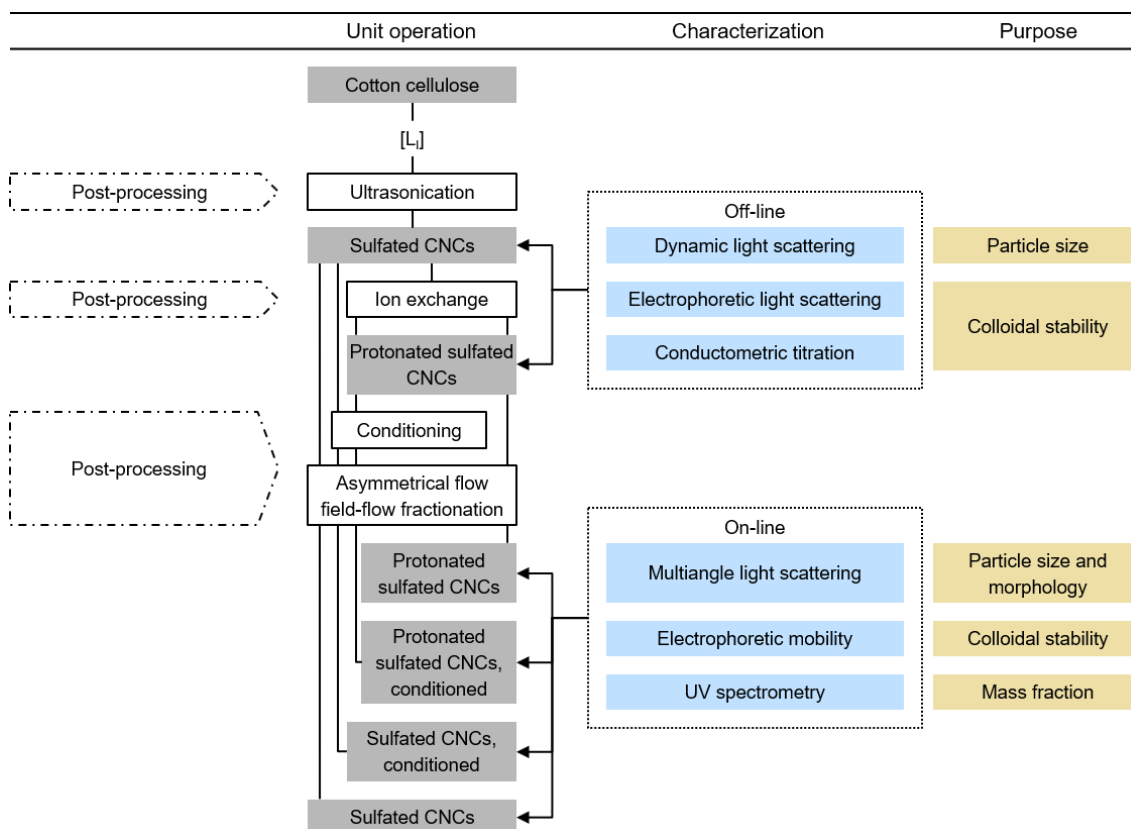 Unit operation
Characterization
Purpose
Cotton cellulose
[L_I]
Post-processing
Ultrasonication
Off-line
Sulfated CNCs
Dynamic light scattering
Particle size
Post-processing
Ion exchange
Electrophoretic light scattering
Colloidal stability
Protonated sulfated
CNCs
Conductometric titration
Conditioning
Post-processing
Asymmetrical flow
field-flow fractionation
On-line
Protonated
sulfated CNCs
Multiangle light scattering
Particle size and
morphology
Protonated
sulfated CNCs,
conditioned
Electrophoretic mobility
Colloidal stability
UV spectrometry
Mass fraction
Sulfated CNCs,
conditioned
Sulfated CNCs